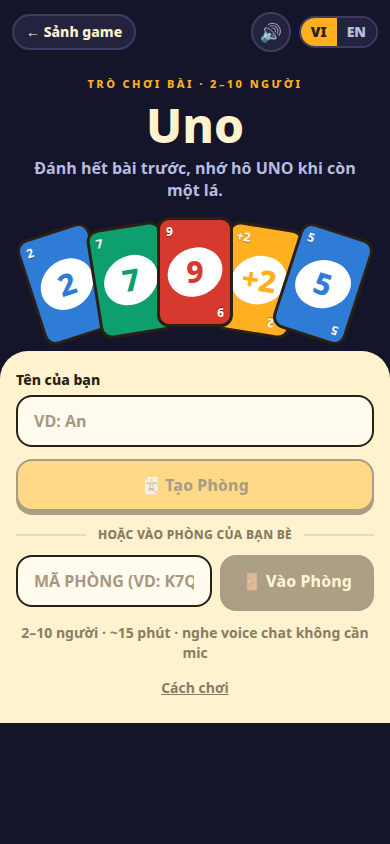 ← Sảnh game
🔊
VI EN
TRÒ CHƠI BÀI · 2–10 NGƯỜI
Uno
Đánh hết bài trước, nhớ hô UNO khi còn
một lá.
2 2
7 7
9 9 9
+2 +2 2
5 5 5
Tên của bạn
VD: An
🃏 Tạo Phòng
HOẶC VÀO PHÒNG CỦA BẠN BÈ
MÃ PHÒNG (VD: K7Q
🚪 Vào Phòng
2–10 người · ~15 phút · nghe voice chat không cần
mic
Cách chơi